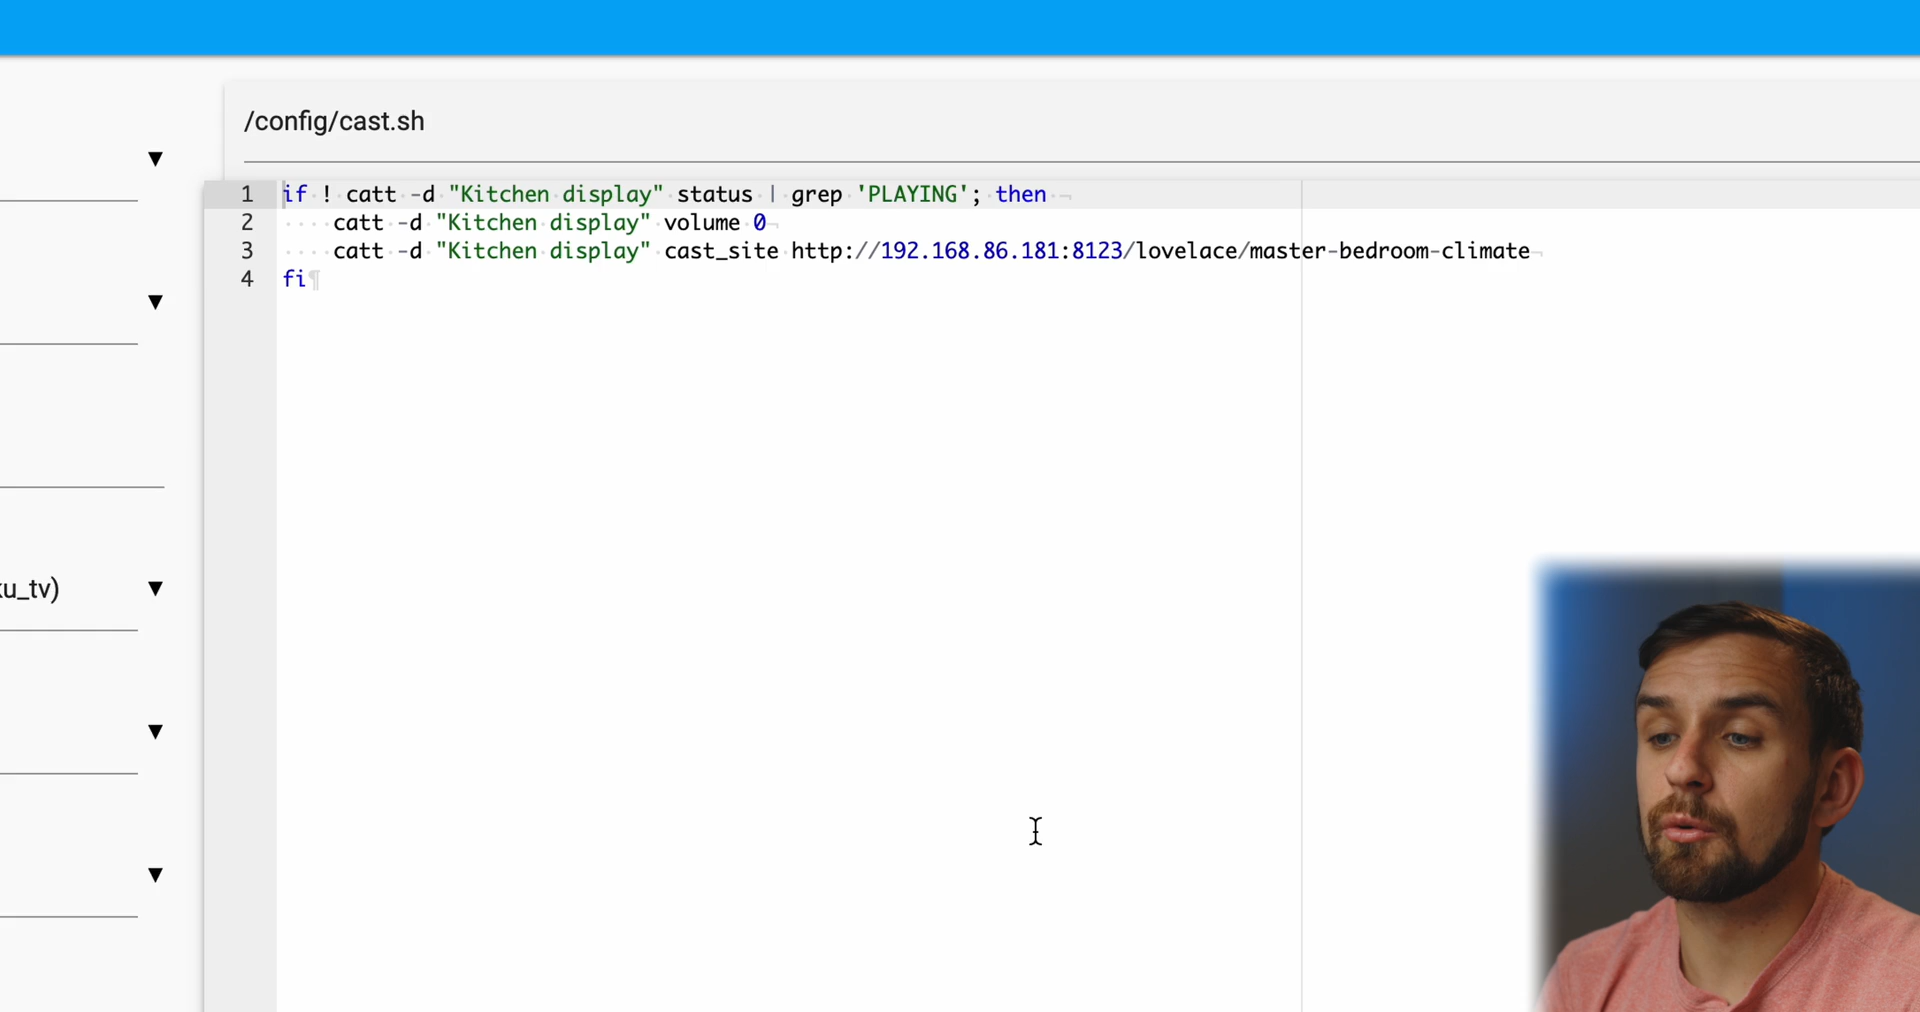 /config/cast.sh
1 if ! catt -d "Kitchen display" status | grep 'PLAYING'; then
2 catt -d "Kitchen display" volume 0
3 catt -d "Kitchen display" cast_site http://192.168.86.181:8123/lovelace/master-bedroom-climate
4 fi
ku_tv)